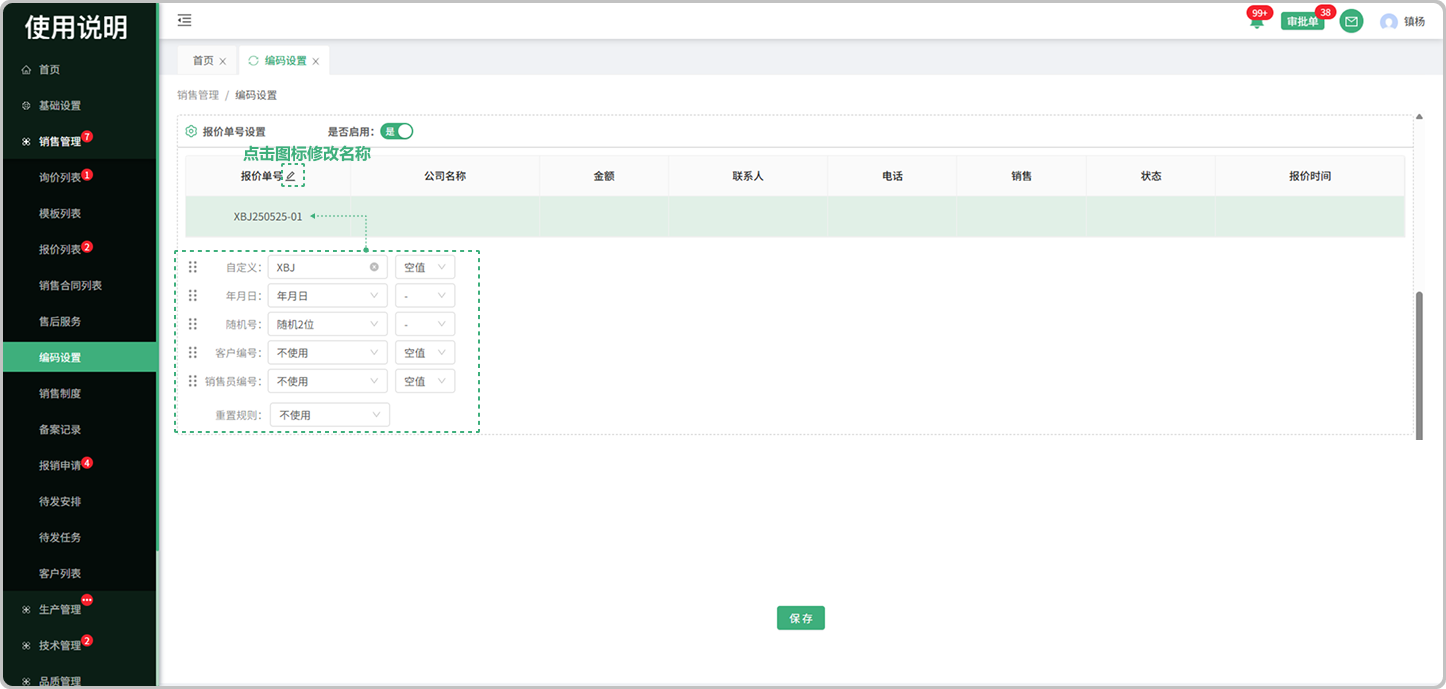 使用说明
首页
基础设置
销售管理 7
询价列表 1
模板列表
报价列表 2
销售合同列表
售后服务
编码设置
销售制度
备案记录
报销申请 4
待发安排
待发任务
客户列表
生产管理 •••
技术管理 2
品质管理
99+ 审批单 38 镇杨
首页 × 编码设置 ×
销售管理 / 编码设置
报价单号设置 是否启用: 是
点击图标修改名称
报价单号 公司名称 金额 联系人 电话 销售 状态 报价时间
XBJ250525-01
自定义: XBJ 空值
年月日: 年月日 -
随机号: 随机2位 -
客户编号: 不使用 空值
销售员编号: 不使用 空值
重置规则: 不使用
保存